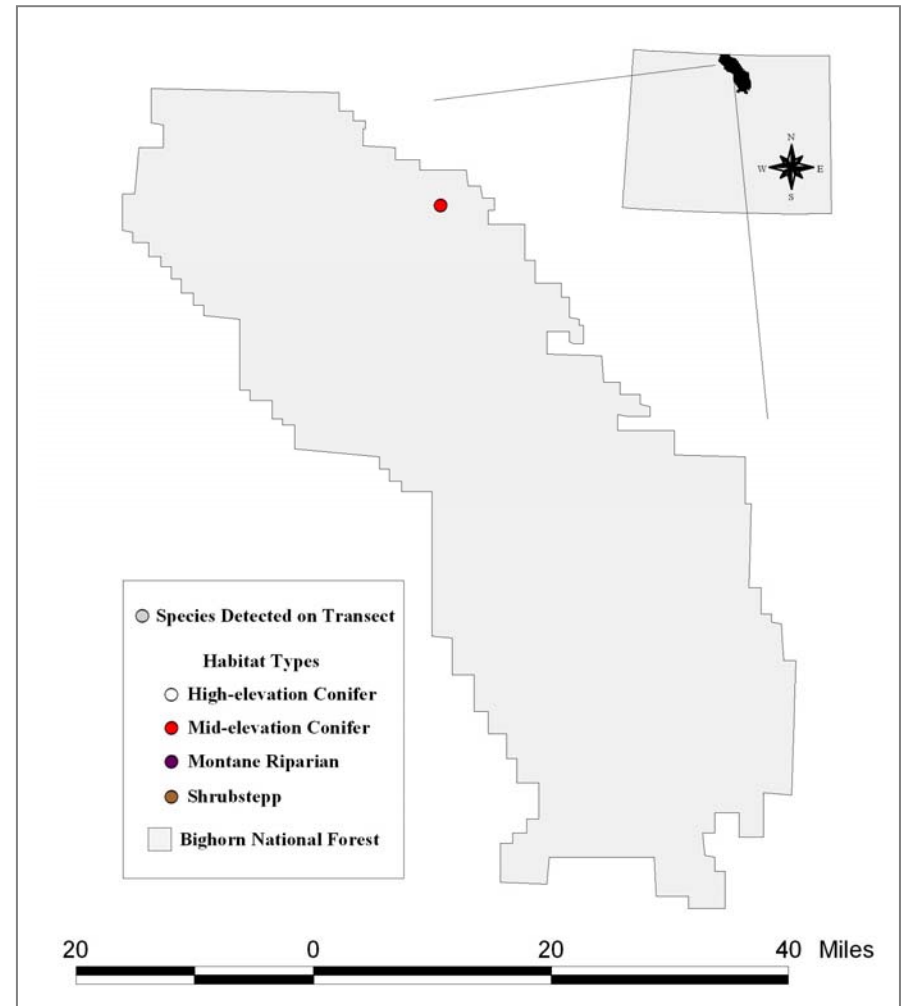 N
W E
S
Species Detected on Transect
Habitat Types
High-elevation Conifer
Mid-elevation Conifer
Montane Riparian
Shrubstepp
Bighorn National Forest
20 0 20 40 Miles